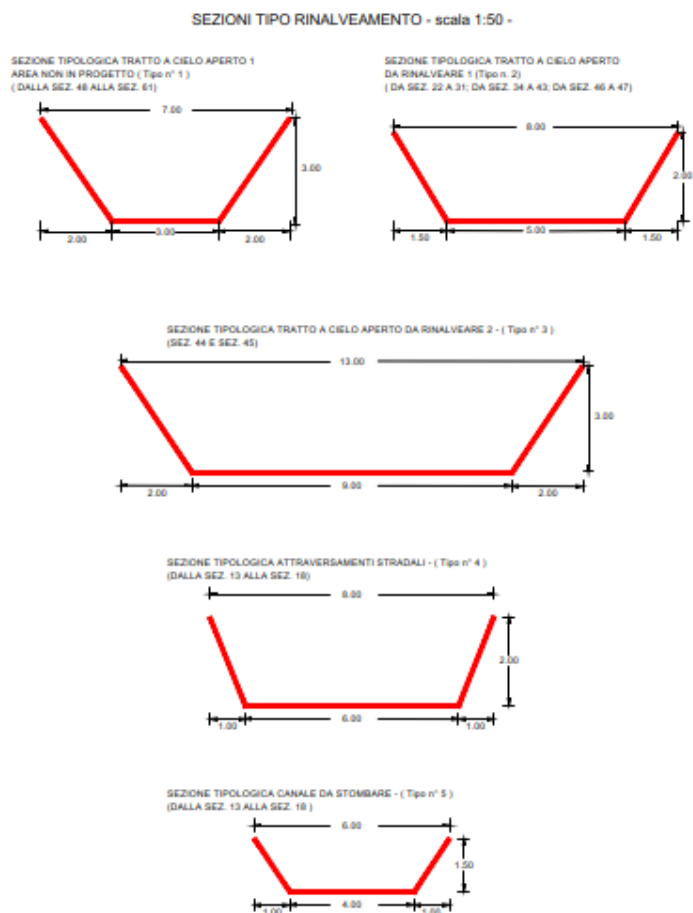 SEZIONI TIPO RINALVEAMENTO - scala 1:50 -
SEZIONE TIPOLOGICA TRATTO A CIELO APERTO 1
AREA NON IN PROGETTO ( Tipo n° 1 )
( DALLA SEZ. 48 ALLA SEZ. 61)
7.00
3.00
2.00
3.00
2.00
SEZIONE TIPOLOGICA TRATTO A CIELO APERTO
DA RINALVEARE 1 (Tipo n. 2)
( DA SEZ. 22 A 31; DA SEZ. 34 A 43; DA SEZ. 46 A 47)
8.00
2.00
1.50
5.00
1.50
SEZIONE TIPOLOGICA TRATTO A CIELO APERTO DA RINALVEARE 2 - ( Tipo n° 3 )
(SEZ. 44 E SEZ. 45)
13.00
3.00
2.00
9.00
2.00
SEZIONE TIPOLOGICA ATTRAVERSAMENTI STRADALI - ( Tipo n° 4 )
(DALLA SEZ. 13 ALLA SEZ. 18)
8.00
2.00
1.00
6.00
1.00
SEZIONE TIPOLOGICA CANALE DA STOMBARE - ( Tipo n° 5 )
(DALLA SEZ. 13 ALLA SEZ. 18 )
6.00
1.50
1.00
4.00
1.00